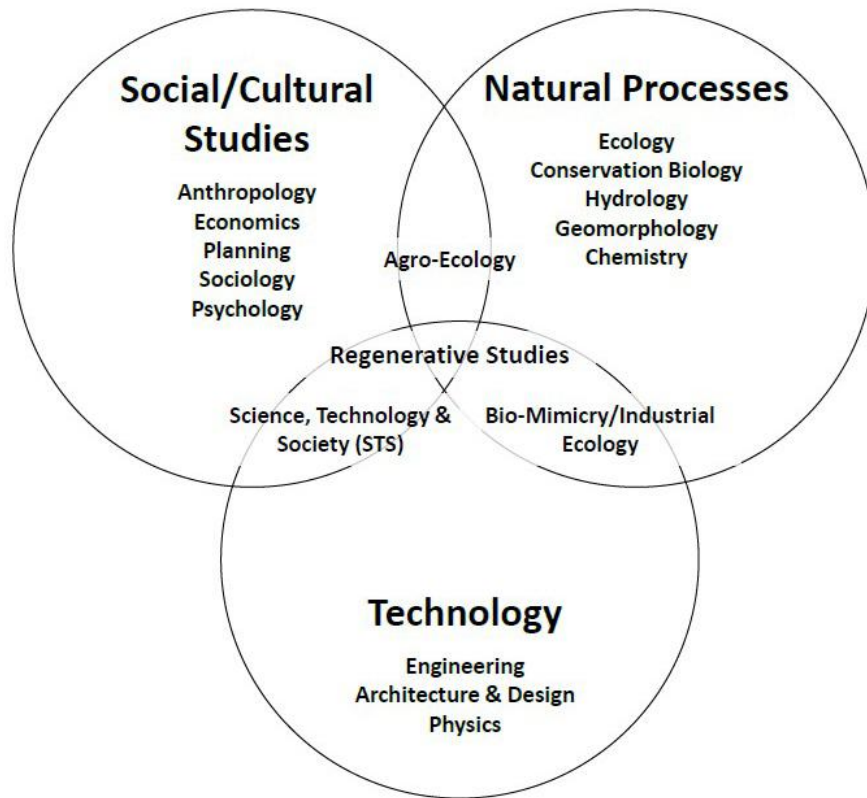 Social/Cultural
Studies
Anthropology
Economics
Planning
Sociology
Psychology
Natural Processes
Ecology
Conservation Biology
Hydrology
Geomorphology
Chemistry
Agro-Ecology
Regenerative Studies
Science, Technology &
Society (STS)
Bio-Mimicry/Industrial
Ecology
Technology
Engineering
Architecture & Design
Physics